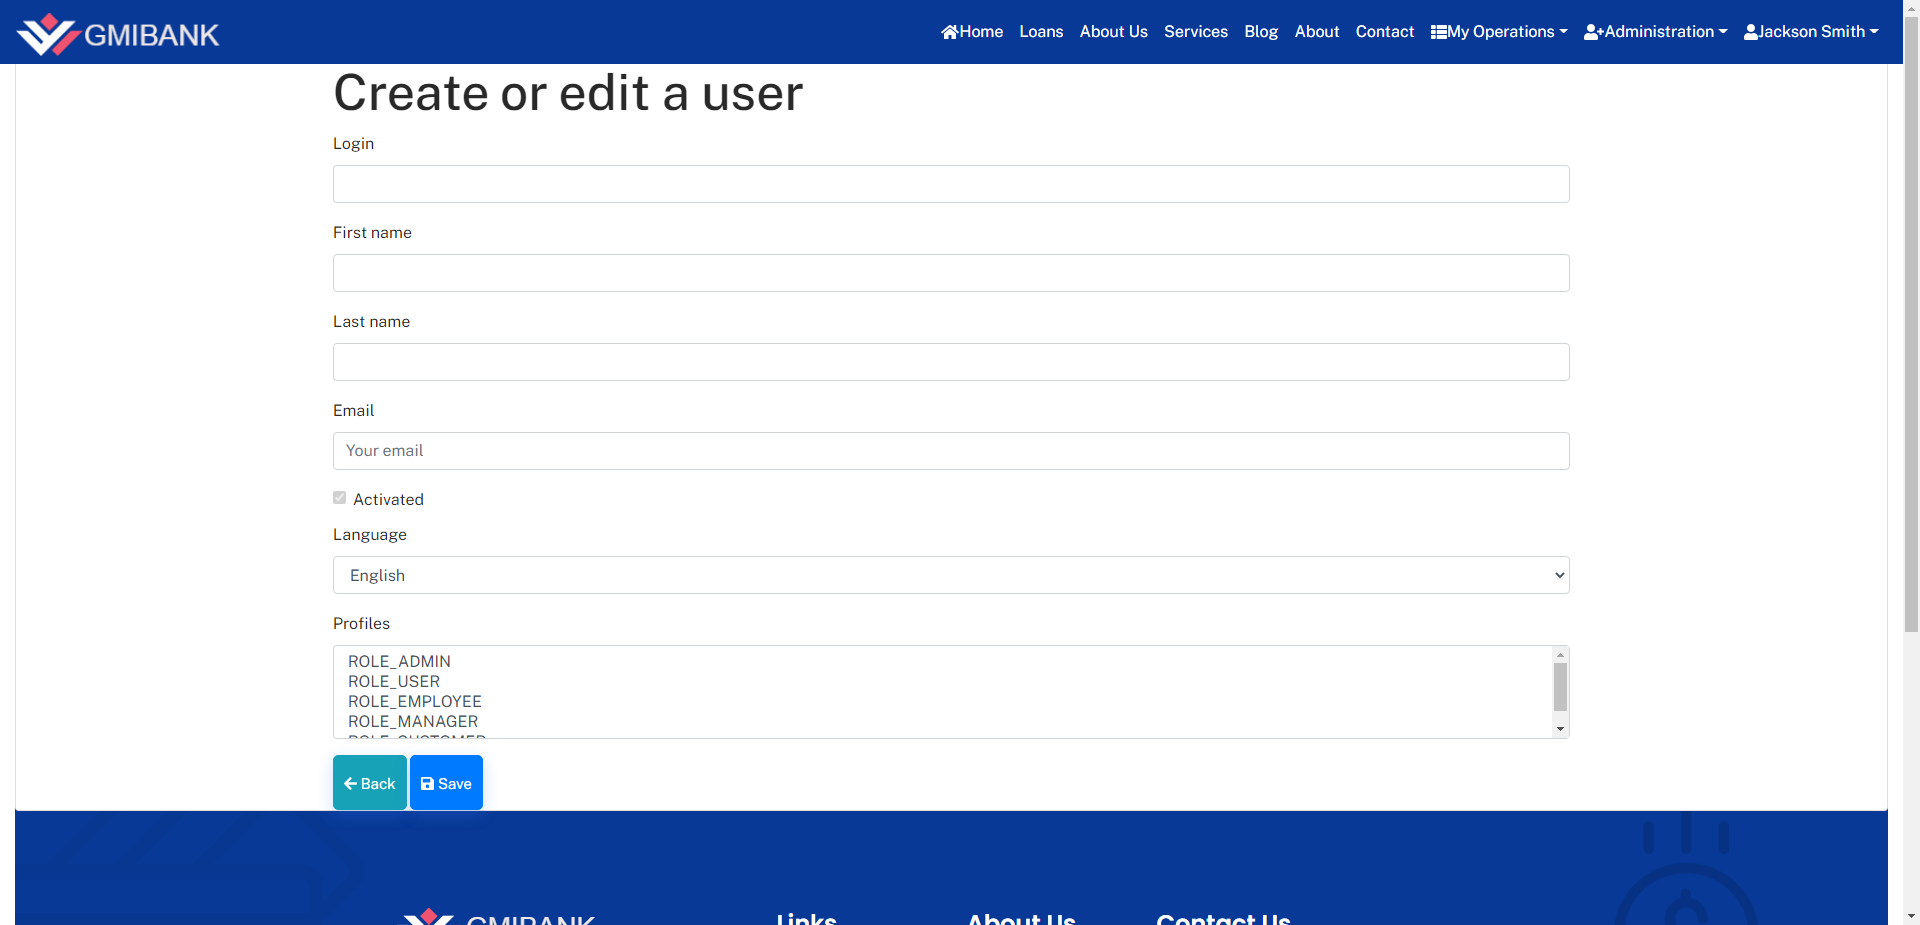 GMIBANK Home Loans About Us Services Blog About Contact My Operations Administration Jackson Smith
Create or edit a user
Login
First name
Last name
Email
Your email
Activated
Language
English
Profiles
ROLE_ADMIN
ROLE_USER
ROLE_EMPLOYEE
ROLE_MANAGER
ROLE_CUSTOMER
Back Save
GMIBANK Links About Us Contact Us